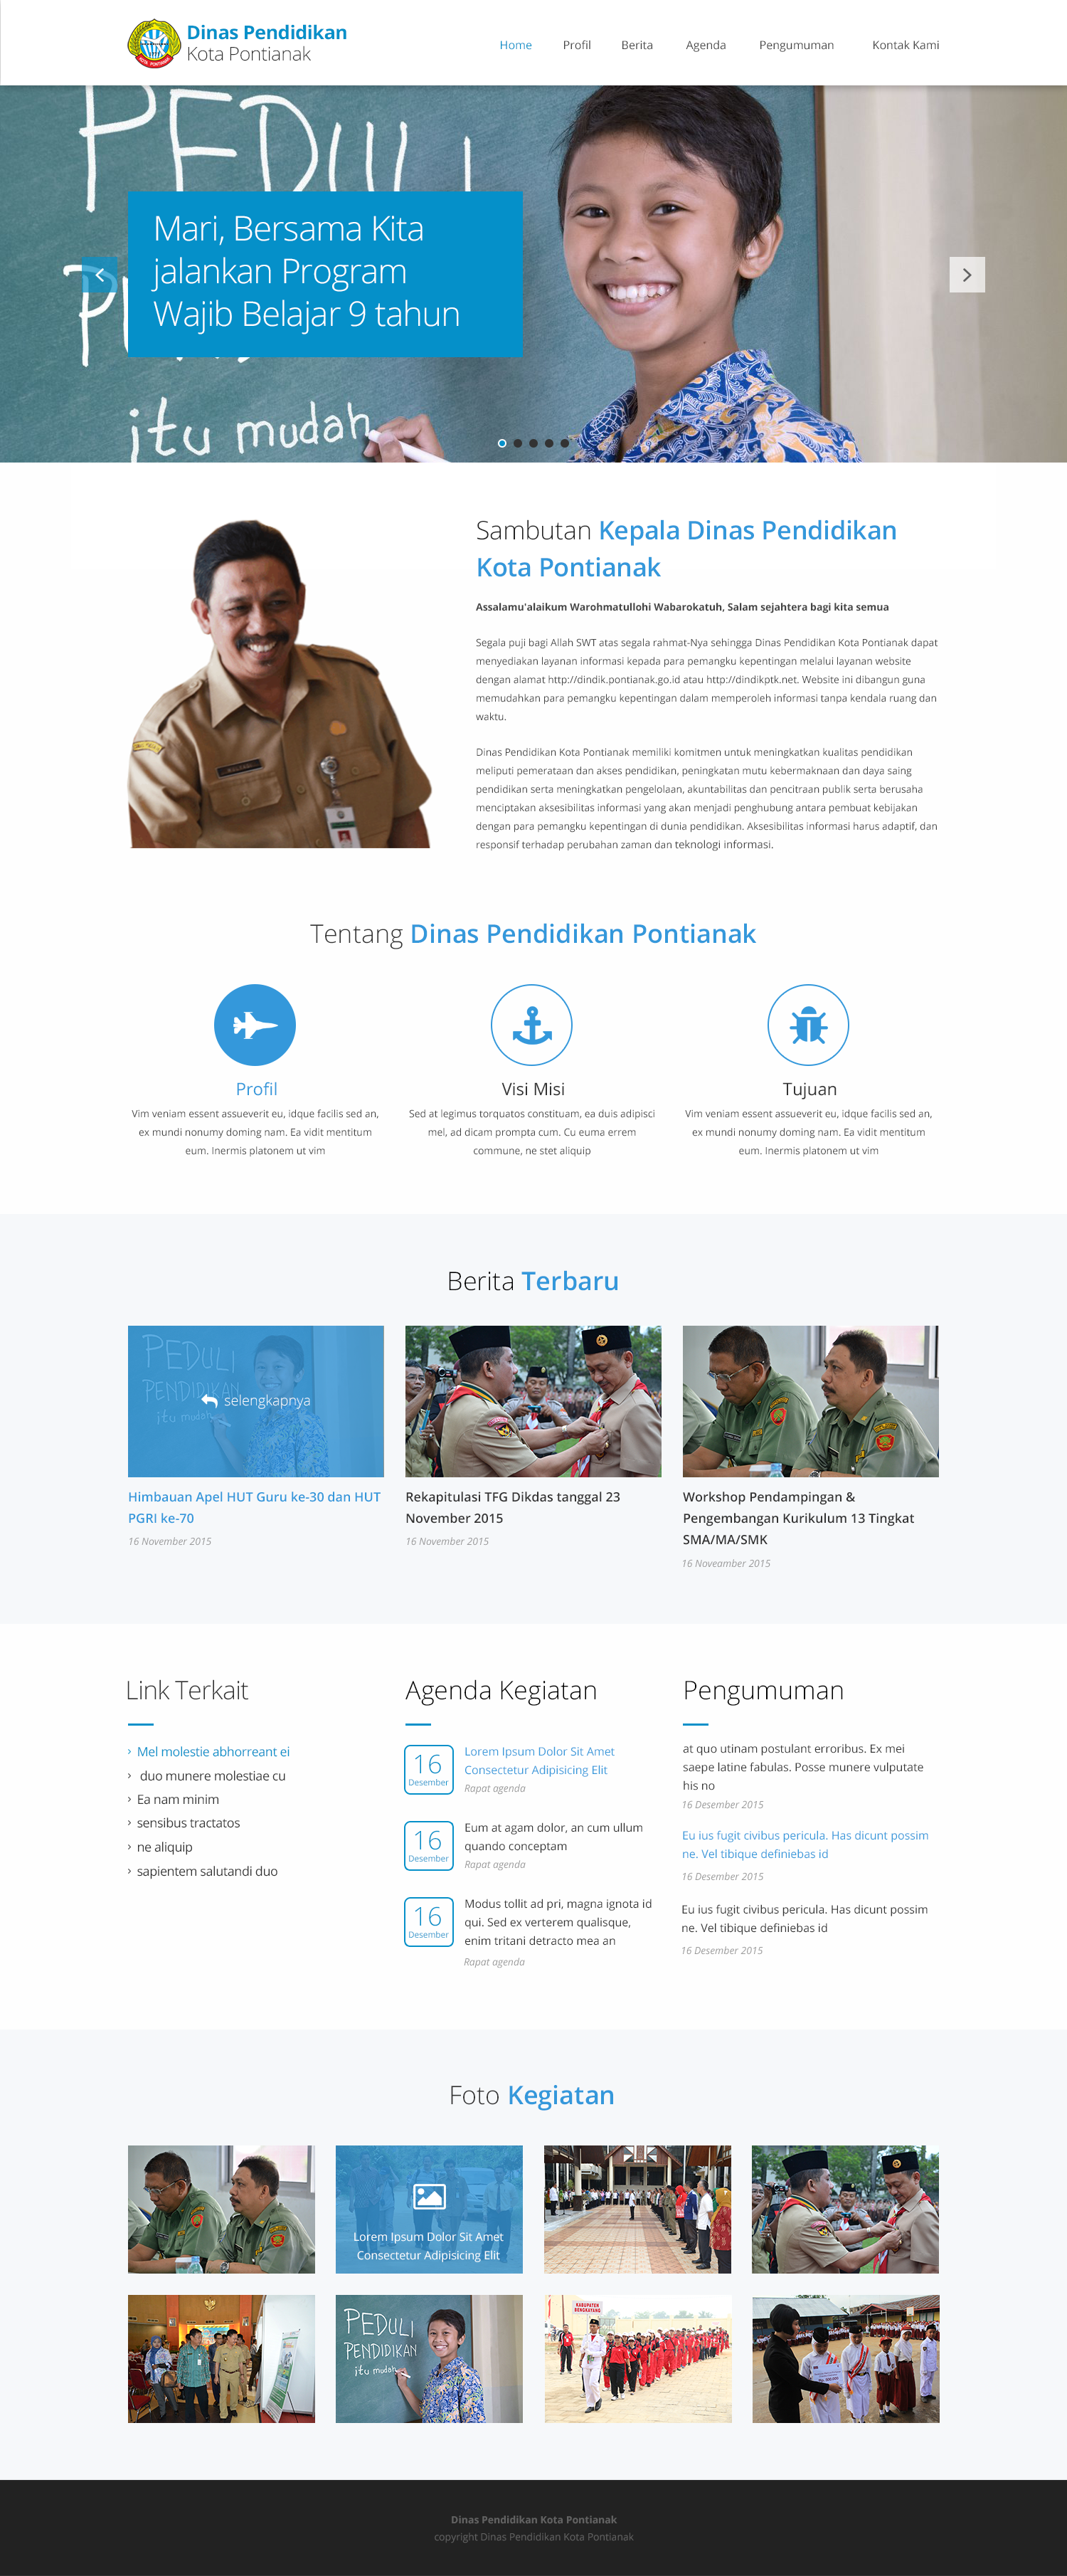 Dinas Pendidikan
Kota Pontianak
Home Profil Berita Agenda Pengumuman Kontak Kami
PEDULI
Mari, Bersama Kita
jalankan Program
Wajib Belajar 9 tahun
itu mudah
Sambutan Kepala Dinas Pendidikan
Kota Pontianak
Assalamu'alaikum Warohmatullohi Wabarokatuh, Salam sejahtera bagi kita semua
Segala puji bagi Allah SWT atas segala rahmat-Nya sehingga Dinas Pendidikan Kota Pontianak dapat
menyediakan layanan informasi kepada para pemangku kepentingan melalui layanan website
dengan alamat http://dindik.pontianak.go.id atau http://dindikptk.net. Website ini dibangun guna
memudahkan para pemangku kepentingan dalam memperoleh informasi tanpa kendala ruang dan
waktu.
Dinas Pendidikan Kota Pontianak memiliki komitmen untuk meningkatkan kualitas pendidikan
meliputi pemerataan dan akses pendidikan, peningkatan mutu kebermaknaan dan daya saing
pendidikan serta meningkatkan pengelolaan, akuntabilitas dan pencitraan publik serta berusaha
menciptakan aksesibilitas informasi yang akan menjadi penghubung antara pembuat kebijakan
dengan para pemangku kepentingan di dunia pendidikan. Aksesibilitas informasi harus adaptif, dan
responsif terhadap perubahan zaman dan teknologi informasi.
Tentang Dinas Pendidikan Pontianak
Profil
Vim veniam essent assueverit eu, idque facilis sed an,
ex mundi nonumy doming nam. Ea vidit mentitum
eum. Inermis platonem ut vim
Visi Misi
Sed at legimus torquatos constituam, ea duis adipisci
mel, ad dicam prompta cum. Cu euma errem
commune, ne stet aliquip
Tujuan
Vim veniam essent assueverit eu, idque facilis sed an,
ex mundi nonumy doming nam. Ea vidit mentitum
eum. Inermis platonem ut vim
Berita Terbaru
PEDULI
PENDIDIKAN
itu mudah
selengkapnya
Himbauan Apel HUT Guru ke-30 dan HUT
PGRI ke-70
16 November 2015
Rekapitulasi TFG Dikdas tanggal 23
November 2015
16 November 2015
Workshop Pendampingan &
Pengembangan Kurikulum 13 Tingkat
SMA/MA/SMK
16 Noveamber 2015
Link Terkait
Mel molestie abhorreant ei
duo munere molestiae cu
Ea nam minim
sensibus tractatos
ne aliquip
sapientem salutandi duo
Agenda Kegiatan
16
Desember
Lorem Ipsum Dolor Sit Amet
Consectetur Adipisicing Elit
Rapat agenda
16
Desember
Eum at agam dolor, an cum ullum
quando conceptam
Rapat agenda
16
Desember
Modus tollit ad pri, magna ignota id
qui. Sed ex verterem qualisque,
enim tritani detracto mea an
Rapat agenda
Pengumuman
at quo utinam postulant erroribus. Ex mei
saepe latine fabulas. Posse munere vulputate
his no
16 Desember 2015
Eu ius fugit civibus pericula. Has dicunt possim
ne. Vel tibique definiebas id
16 Desember 2015
Eu ius fugit civibus pericula. Has dicunt possim
ne. Vel tibique definiebas id
16 Desember 2015
Foto Kegiatan
Lorem Ipsum Dolor Sit Amet
Consectetur Adipisicing Elit
PEDULI
PENDIDIKAN
itu mudah
KABUPATEN
BENGKAYANG
Dinas Pendidikan Kota Pontianak
copyright Dinas Pendidikan Kota Pontianak